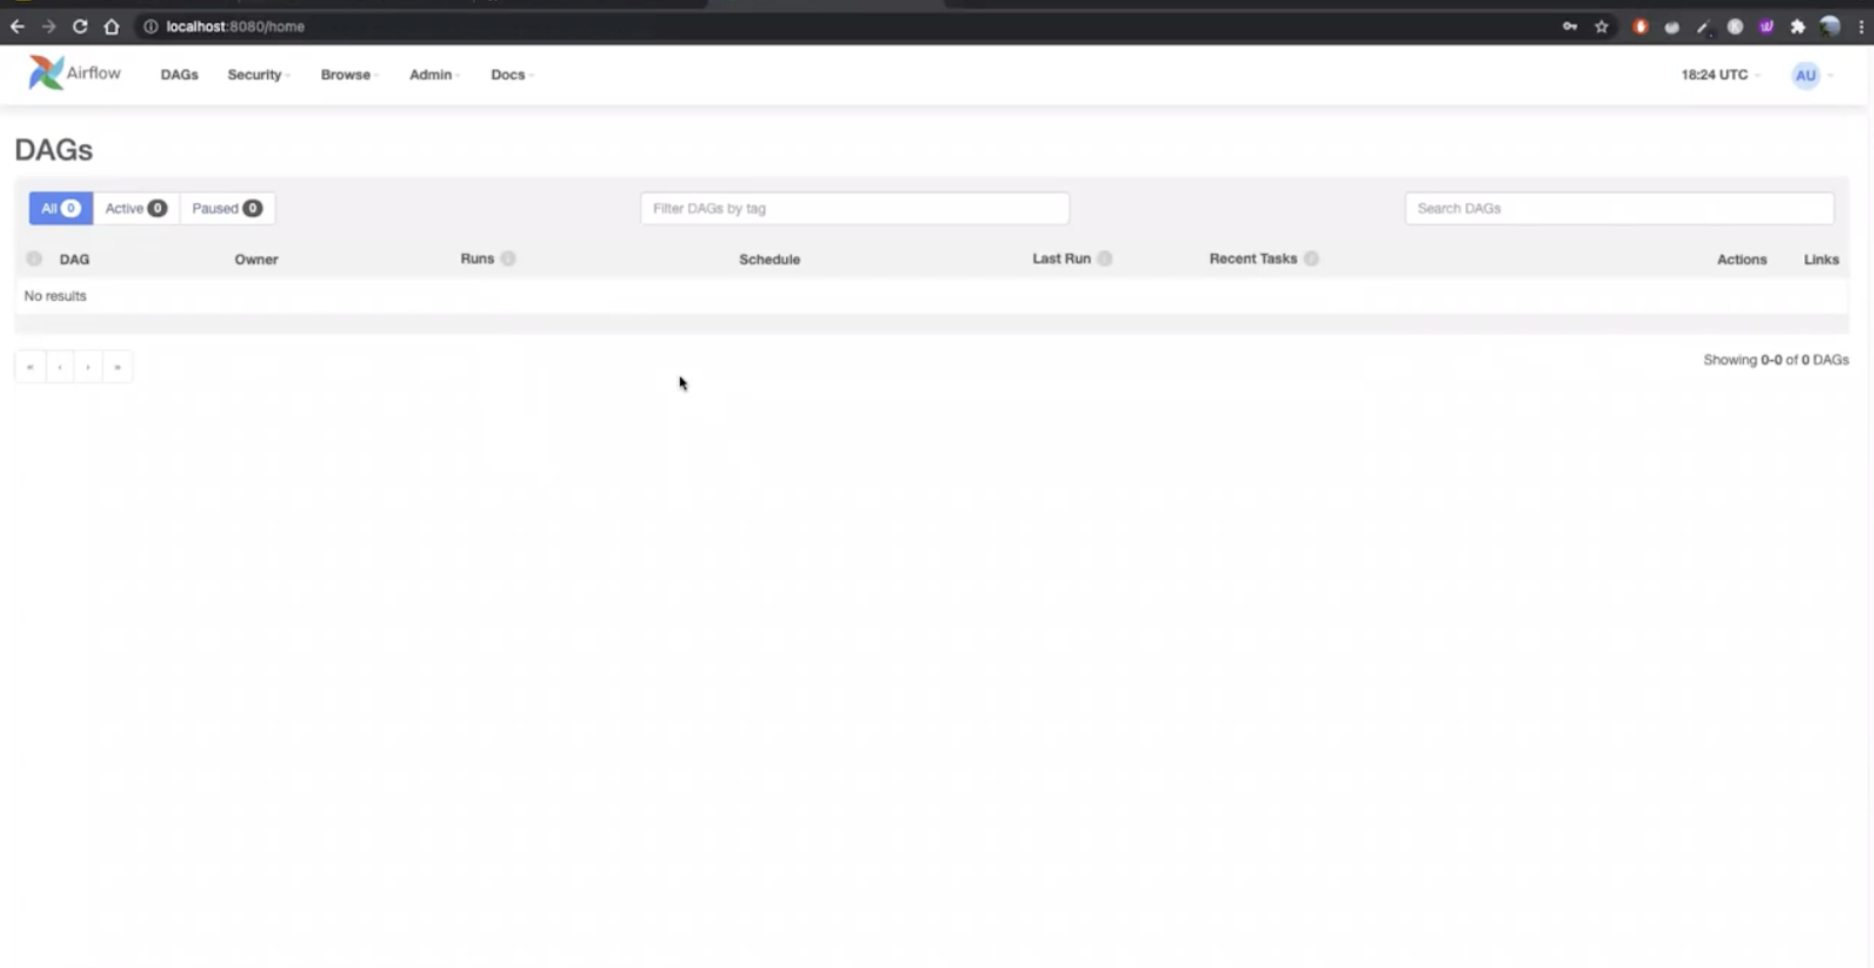 localhost:8080/home
Airflow DAGs Security Browse Admin Docs 18:24 UTC AU
DAGs
All 0 Active 0 Paused 0 Filter DAGs by tag Search DAGs
DAG Owner Runs Schedule Last Run Recent Tasks Actions Links
No results
« ‹ › » Showing 0-0 of 0 DAGs